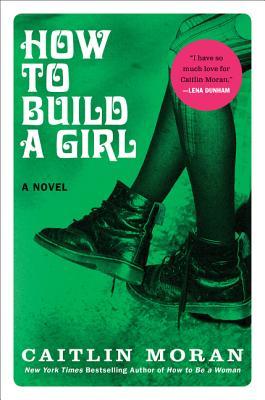 HOW
TO
BUILD
A GIRL
A NOVEL
"I have so
much love for
Caitlin Moran."
—LENA DUNHAM
CAITLIN MORAN
New York Times Bestselling Author of How to Be a Woman